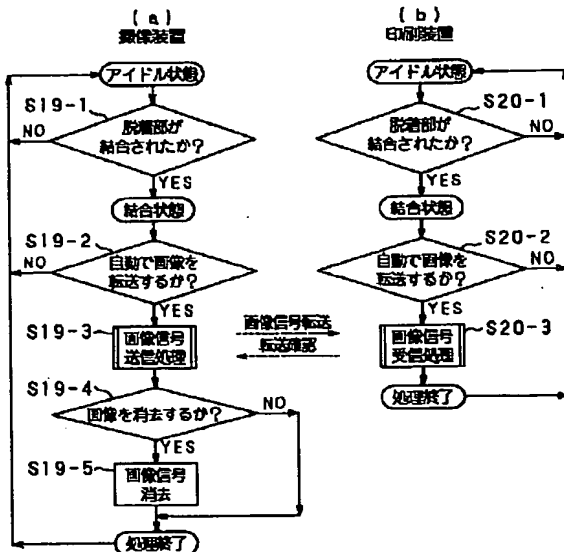 (a)
撮像装置
アイドル状態
S19-1
脱着部が
結合されたか?
NO
YES
結合状態
S19-2
自動で画像を
転送するか?
NO
YES
S19-3
画像信号
送信処理
S19-4
画像を消去するか?
NO
YES
S19-5
画像信号
消去
処理終了
画像信号転送
転送確認
(b)
印刷装置
アイドル状態
S20-1
脱着部が
結合されたか?
NO
YES
結合状態
S20-2
自動で画像を
転送するか?
NO
YES
S20-3
画像信号
受信処理
処理終了